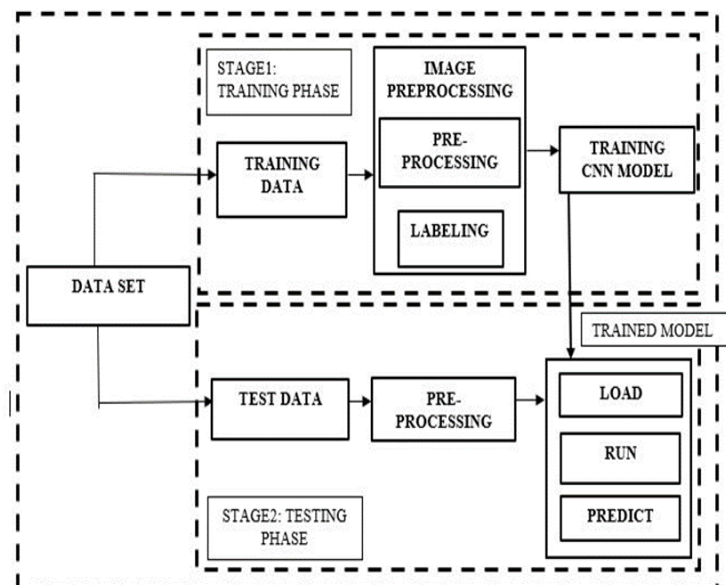 STAGE1:
TRAINING PHASE
IMAGE
PREPROCESSING
PRE-
PROCESSING
LABELING
TRAINING
DATA
TRAINING
CNN MODEL
DATA SET
TRAINED MODEL
TEST DATA
PRE-
PROCESSING
LOAD
RUN
PREDICT
STAGE2: TESTING
PHASE